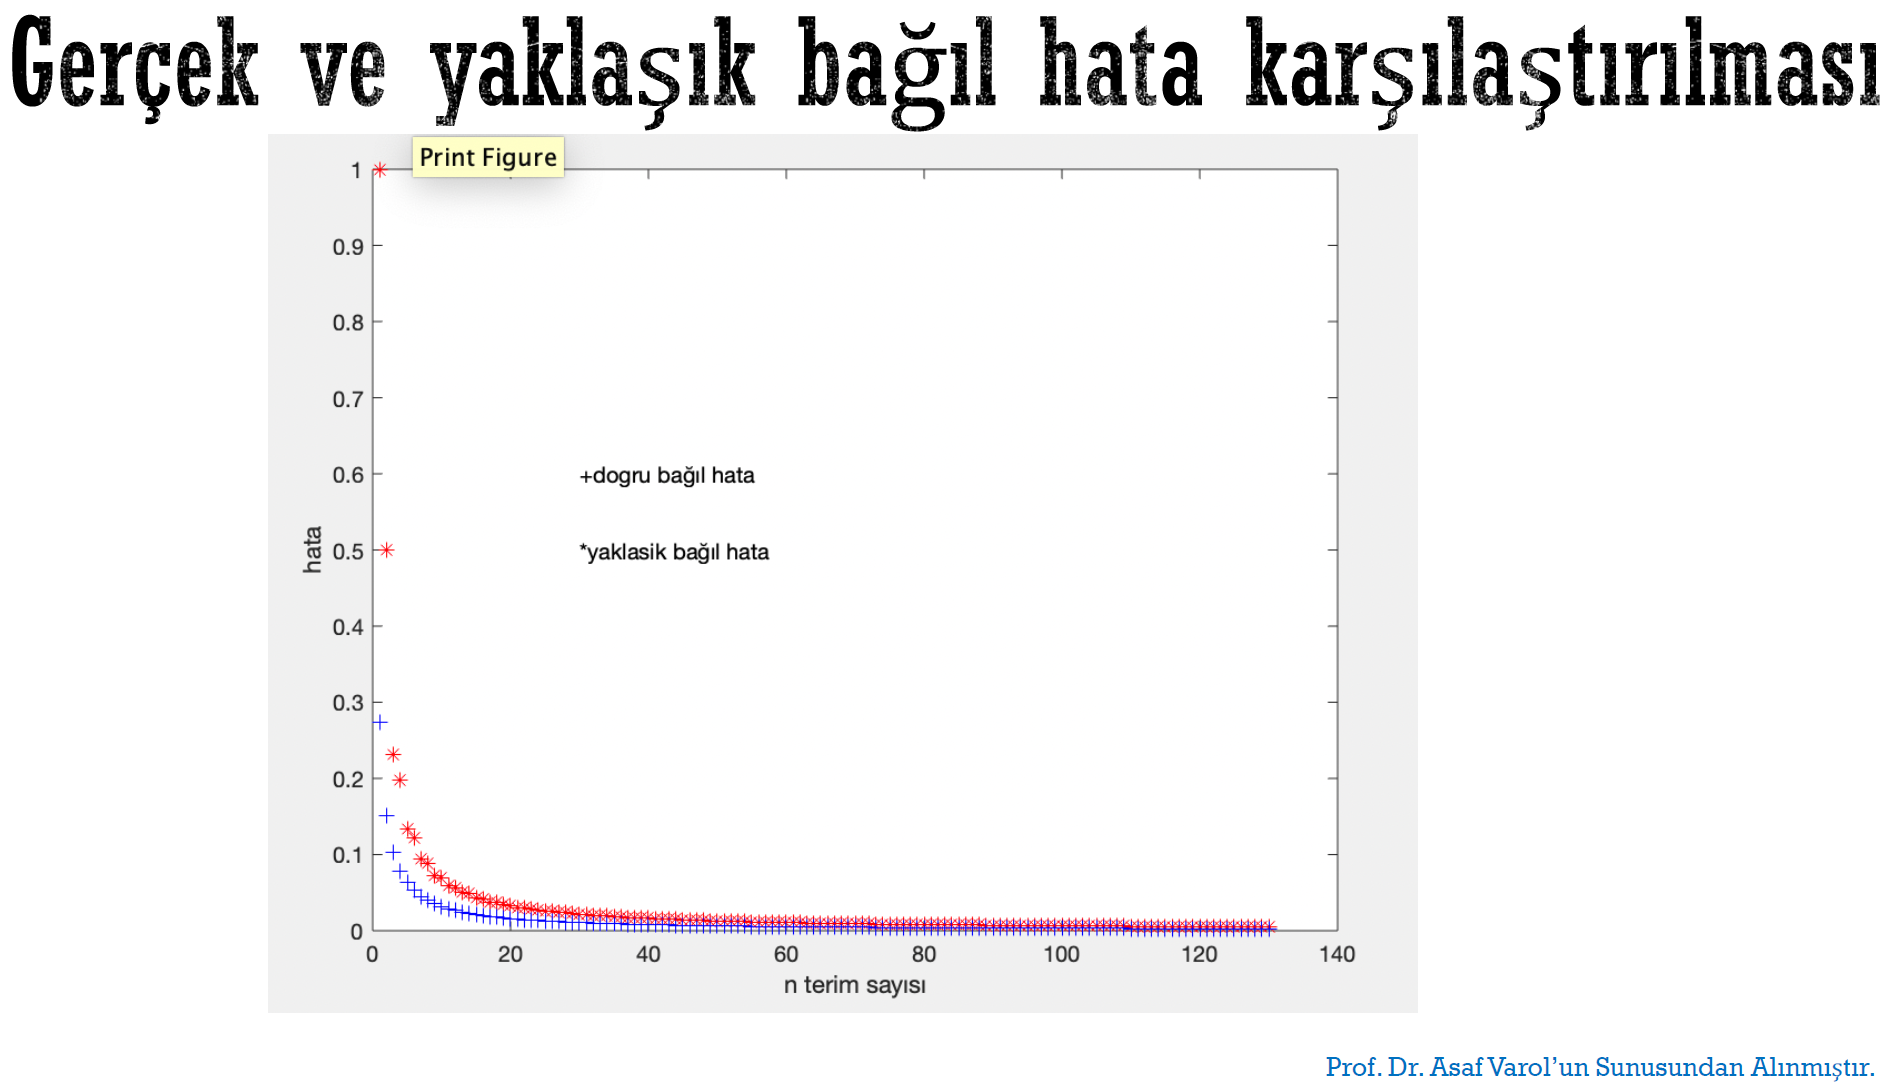 Gerçek ve yaklaşık bağıl hata karşılaştırılması
Print Figure
1
0.9
0.8
0.7
0.6
0.5
0.4
0.3
0.2
0.1
0
hata
+dogru bağıl hata
*yaklasik bağıl hata
0 20 40 60 80 100 120 140
n terim sayısı
Prof. Dr. Asaf Varol’un Sunusundan Alınmıştır.